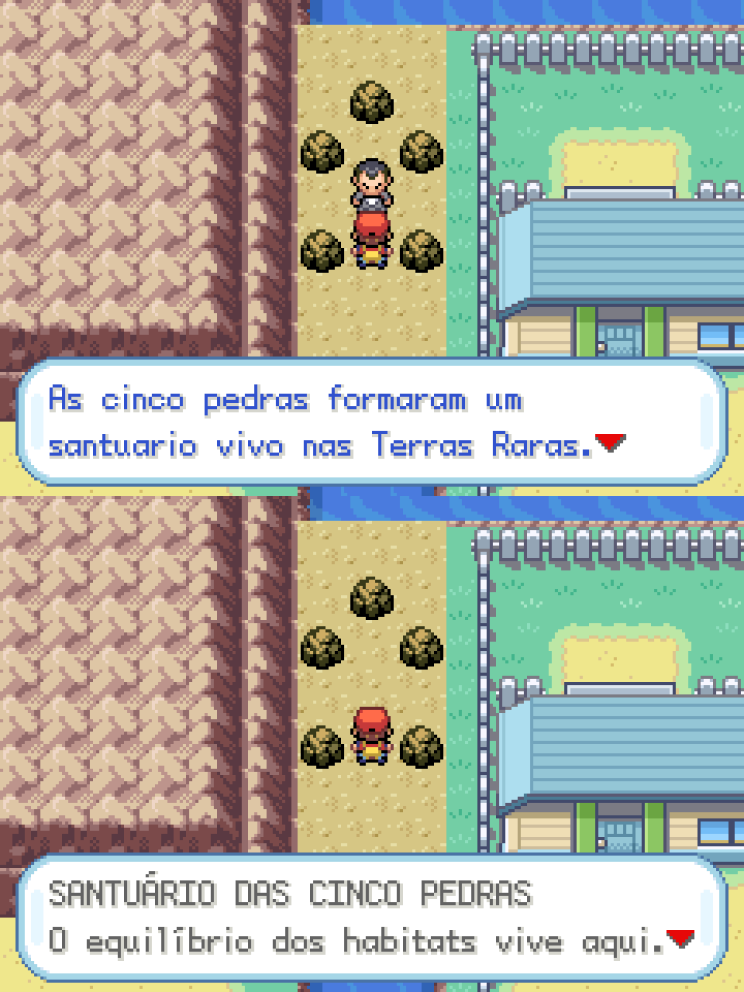 As cinco pedras formaram um
santuario vivo nas Terras Raras.
SANTUÁRIO DAS CINCO PEDRAS
O equilíbrio dos habitats vive aqui.